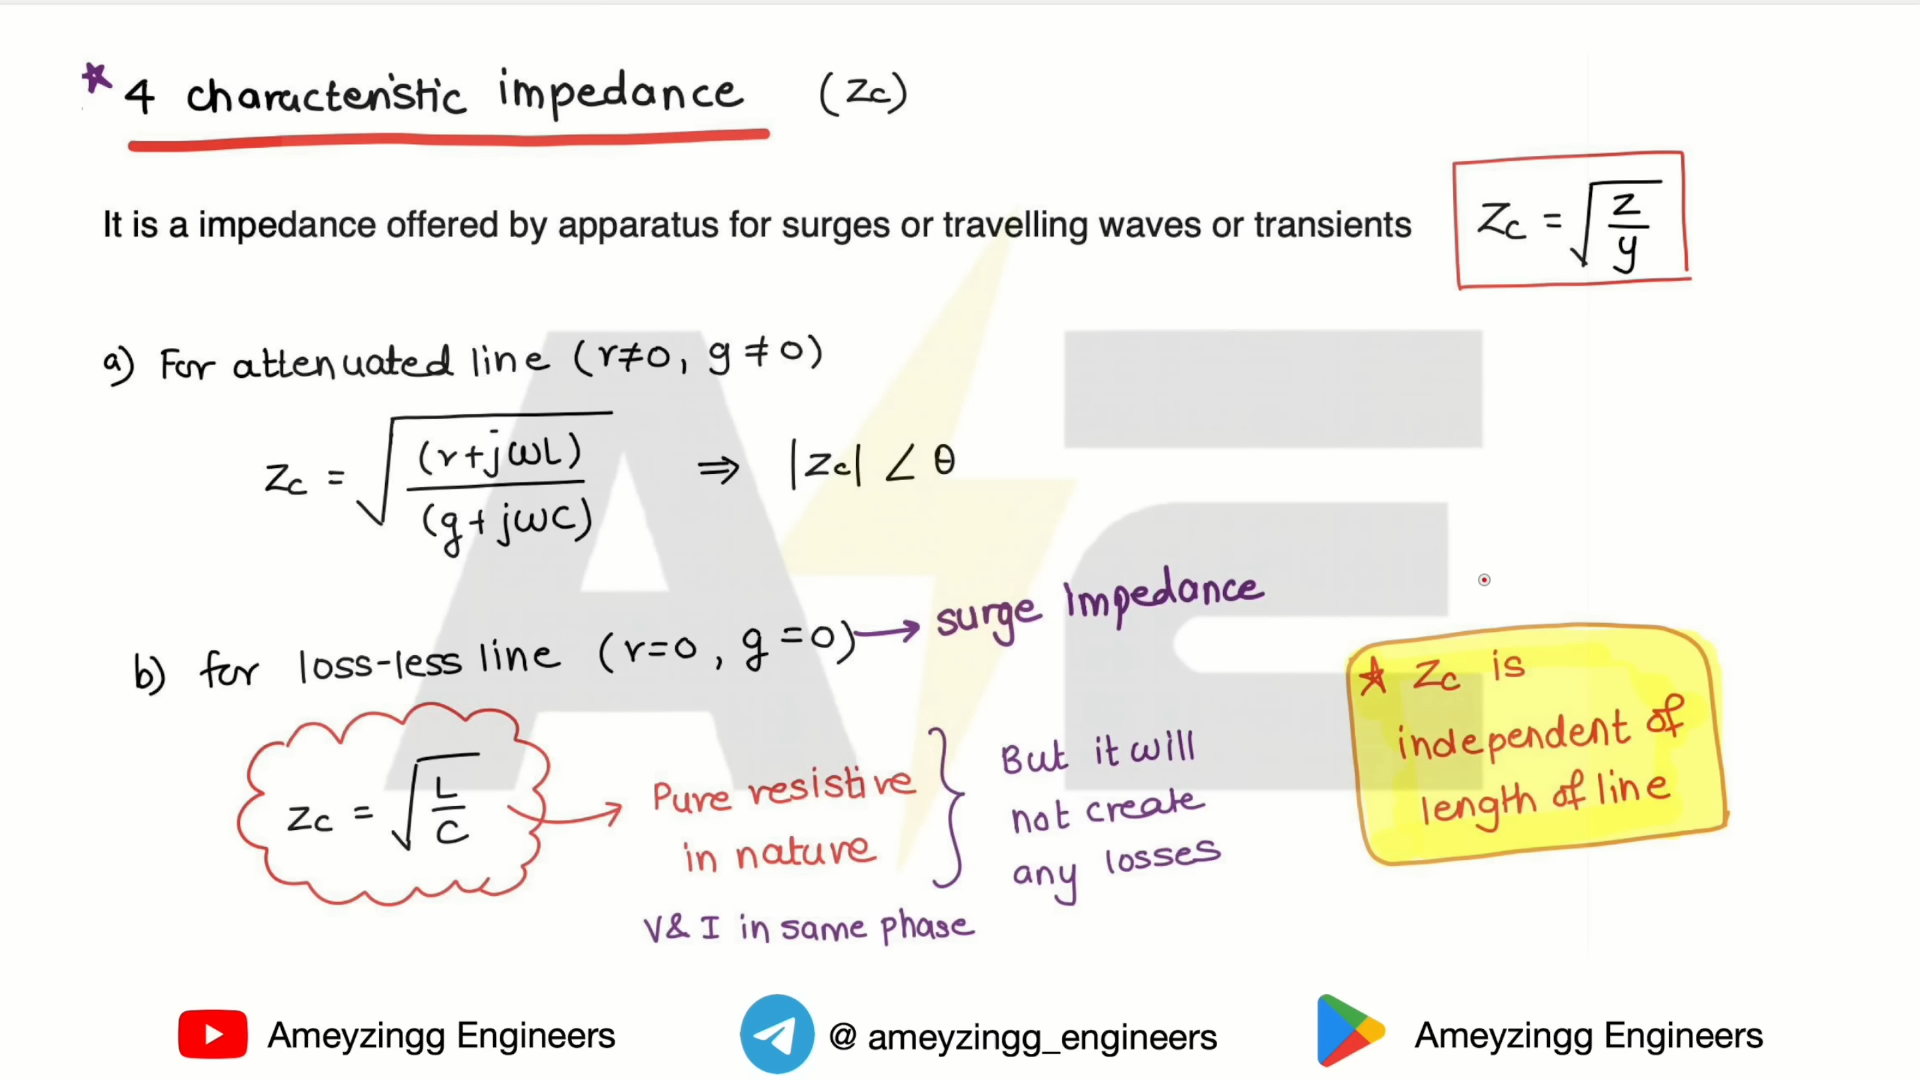 * 4 characteristic impedance (Zc)
It is a impedance offered by apparatus for surges or travelling waves or transients
Zc = √(z/y)
a) For attenuated line (r≠0, g≠0)
Zc = √((r+jωL)/(g+jωC)) ⇒ |Zc| ∠θ
b) for loss-less line (r=0, g=0) → surge Impedance
Zc = √(L/C) → Pure resistive
in nature
V & I in same phase
But it will
not create
any losses
★ Zc is
independent of
length of line
AE
Ameyzingg Engineers
@ ameyzingg_engineers
Ameyzingg Engineers